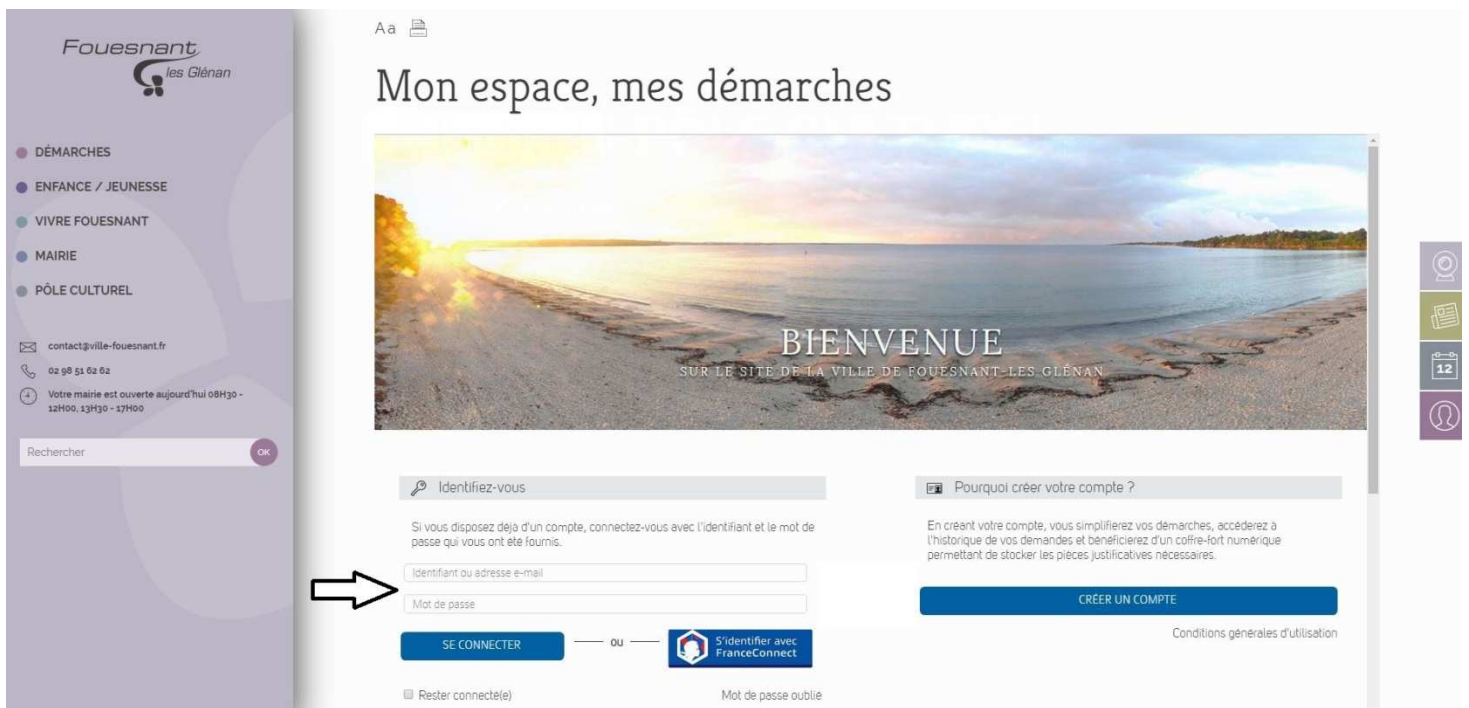 Fouesnant
les Glénan
DÉMARCHES
ENFANCE / JEUNESSE
VIVRE FOUESNANT
MAIRIE
PÔLE CULTUREL
contact@ville-fouesnant.fr
02 98 51 62 62
Votre mairie est ouverte aujourd'hui 08H30 -
12H00, 13H30 - 17H00
Rechercher
OK
Aa
Mon espace, mes démarches
BIENVENUE
SUR LE SITE DE LA VILLE DE FOUESNANT-LES GLÉNAN
Identifiez-vous
Si vous disposez déjà d'un compte, connectez-vous avec l'identifiant et le mot de
passe qui vous ont été fournis.
Identifiant ou adresse e-mail
Mot de passe
SE CONNECTER
ou
S'identifier avec
FranceConnect
Rester connecté(e)
Mot de passe oublié
Pourquoi créer votre compte ?
En créant votre compte, vous simplifierez vos démarches, accéderez à
l'historique de vos demandes et bénéficierez d'un coffre-fort numérique
permettant de stocker les pièces justificatives nécessaires.
CRÉER UN COMPTE
Conditions générales d'utilisation
12